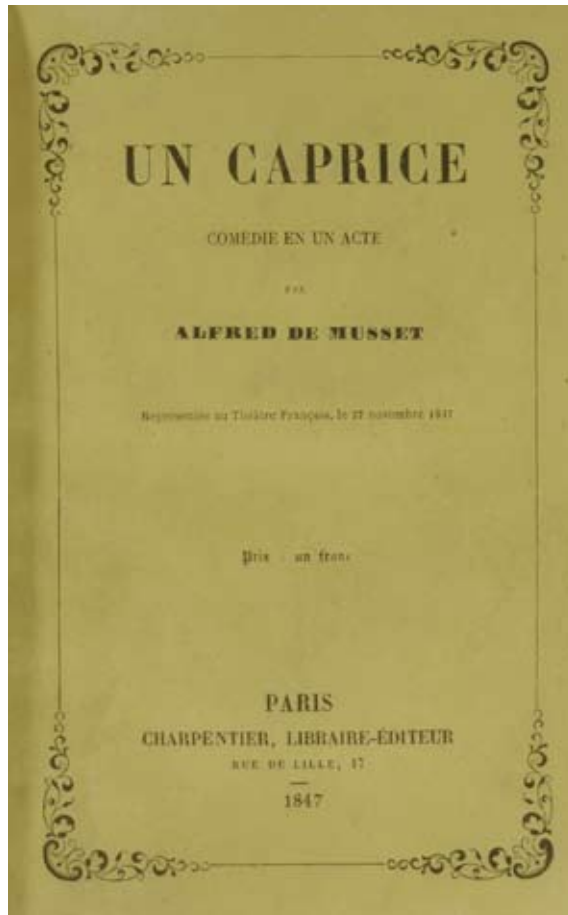 UN CAPRICE
COMÉDIE EN UN ACTE
PAR
ALFRED DE MUSSET
Représentée au Théâtre Français, le 27 novembre 1847
Prix : un franc
PARIS
CHARPENTIER, LIBRAIRE-ÉDITEUR
RUE DE LILLE, 17
1847